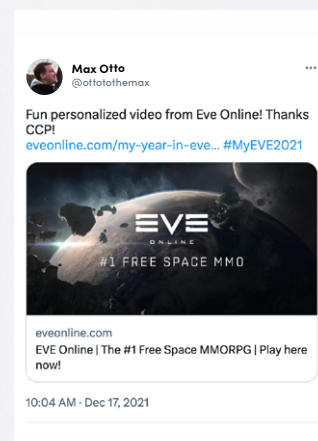 Max Otto
@ottotothemax
Fun personalized video from Eve Online! Thanks
CCP!
eveonline.com/my-year-in-eve... #MyEVE2021
EVE
ONLINE
#1 FREE SPACE MMO
eveonline.com
EVE Online | The #1 Free Space MMORPG | Play here
now!
10:04 AM · Dec 17, 2021